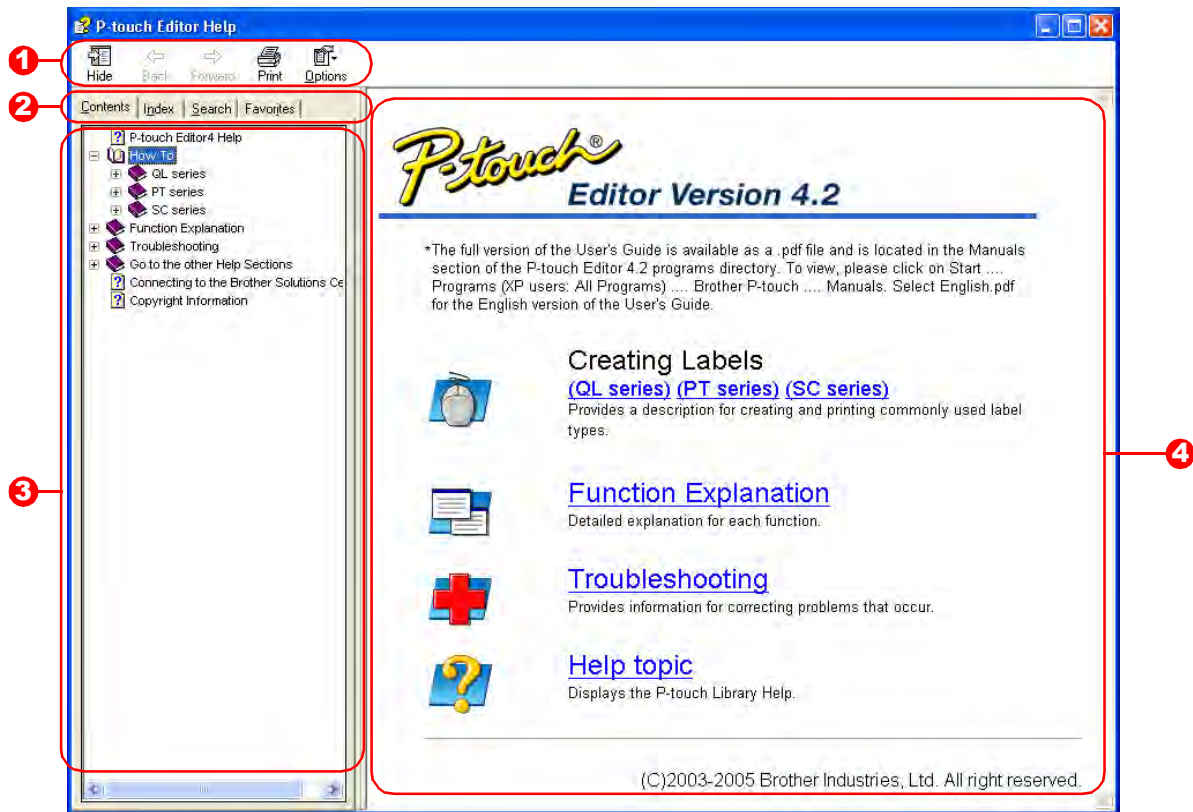 P-touch Editor Help
1
Hide Back Forward Print Options
2
Contents Index Search Favorites
P-touch Editor4 Help
How To
QL series
PT series
SC series
Function Explanation
Troubleshooting
Go to the other Help Sections
Connecting to the Brother Solutions Ce
Copyright Information
3
P-touch®
Editor Version 4.2
*The full version of the User's Guide is available as a .pdf file and is located in the Manuals
section of the P-touch Editor 4.2 programs directory. To view, please click on Start ....
Programs (XP users: All Programs) .... Brother P-touch .... Manuals. Select English.pdf
for the English version of the User's Guide.
Creating Labels
(QL series) (PT series) (SC series)
Provides a description for creating and printing commonly used label
types.
4
Function Explanation
Detailed explanation for each function.
Troubleshooting
Provides information for correcting problems that occur.
Help topic
Displays the P-touch Library Help.
(C)2003-2005 Brother Industries, Ltd. All right reserved.